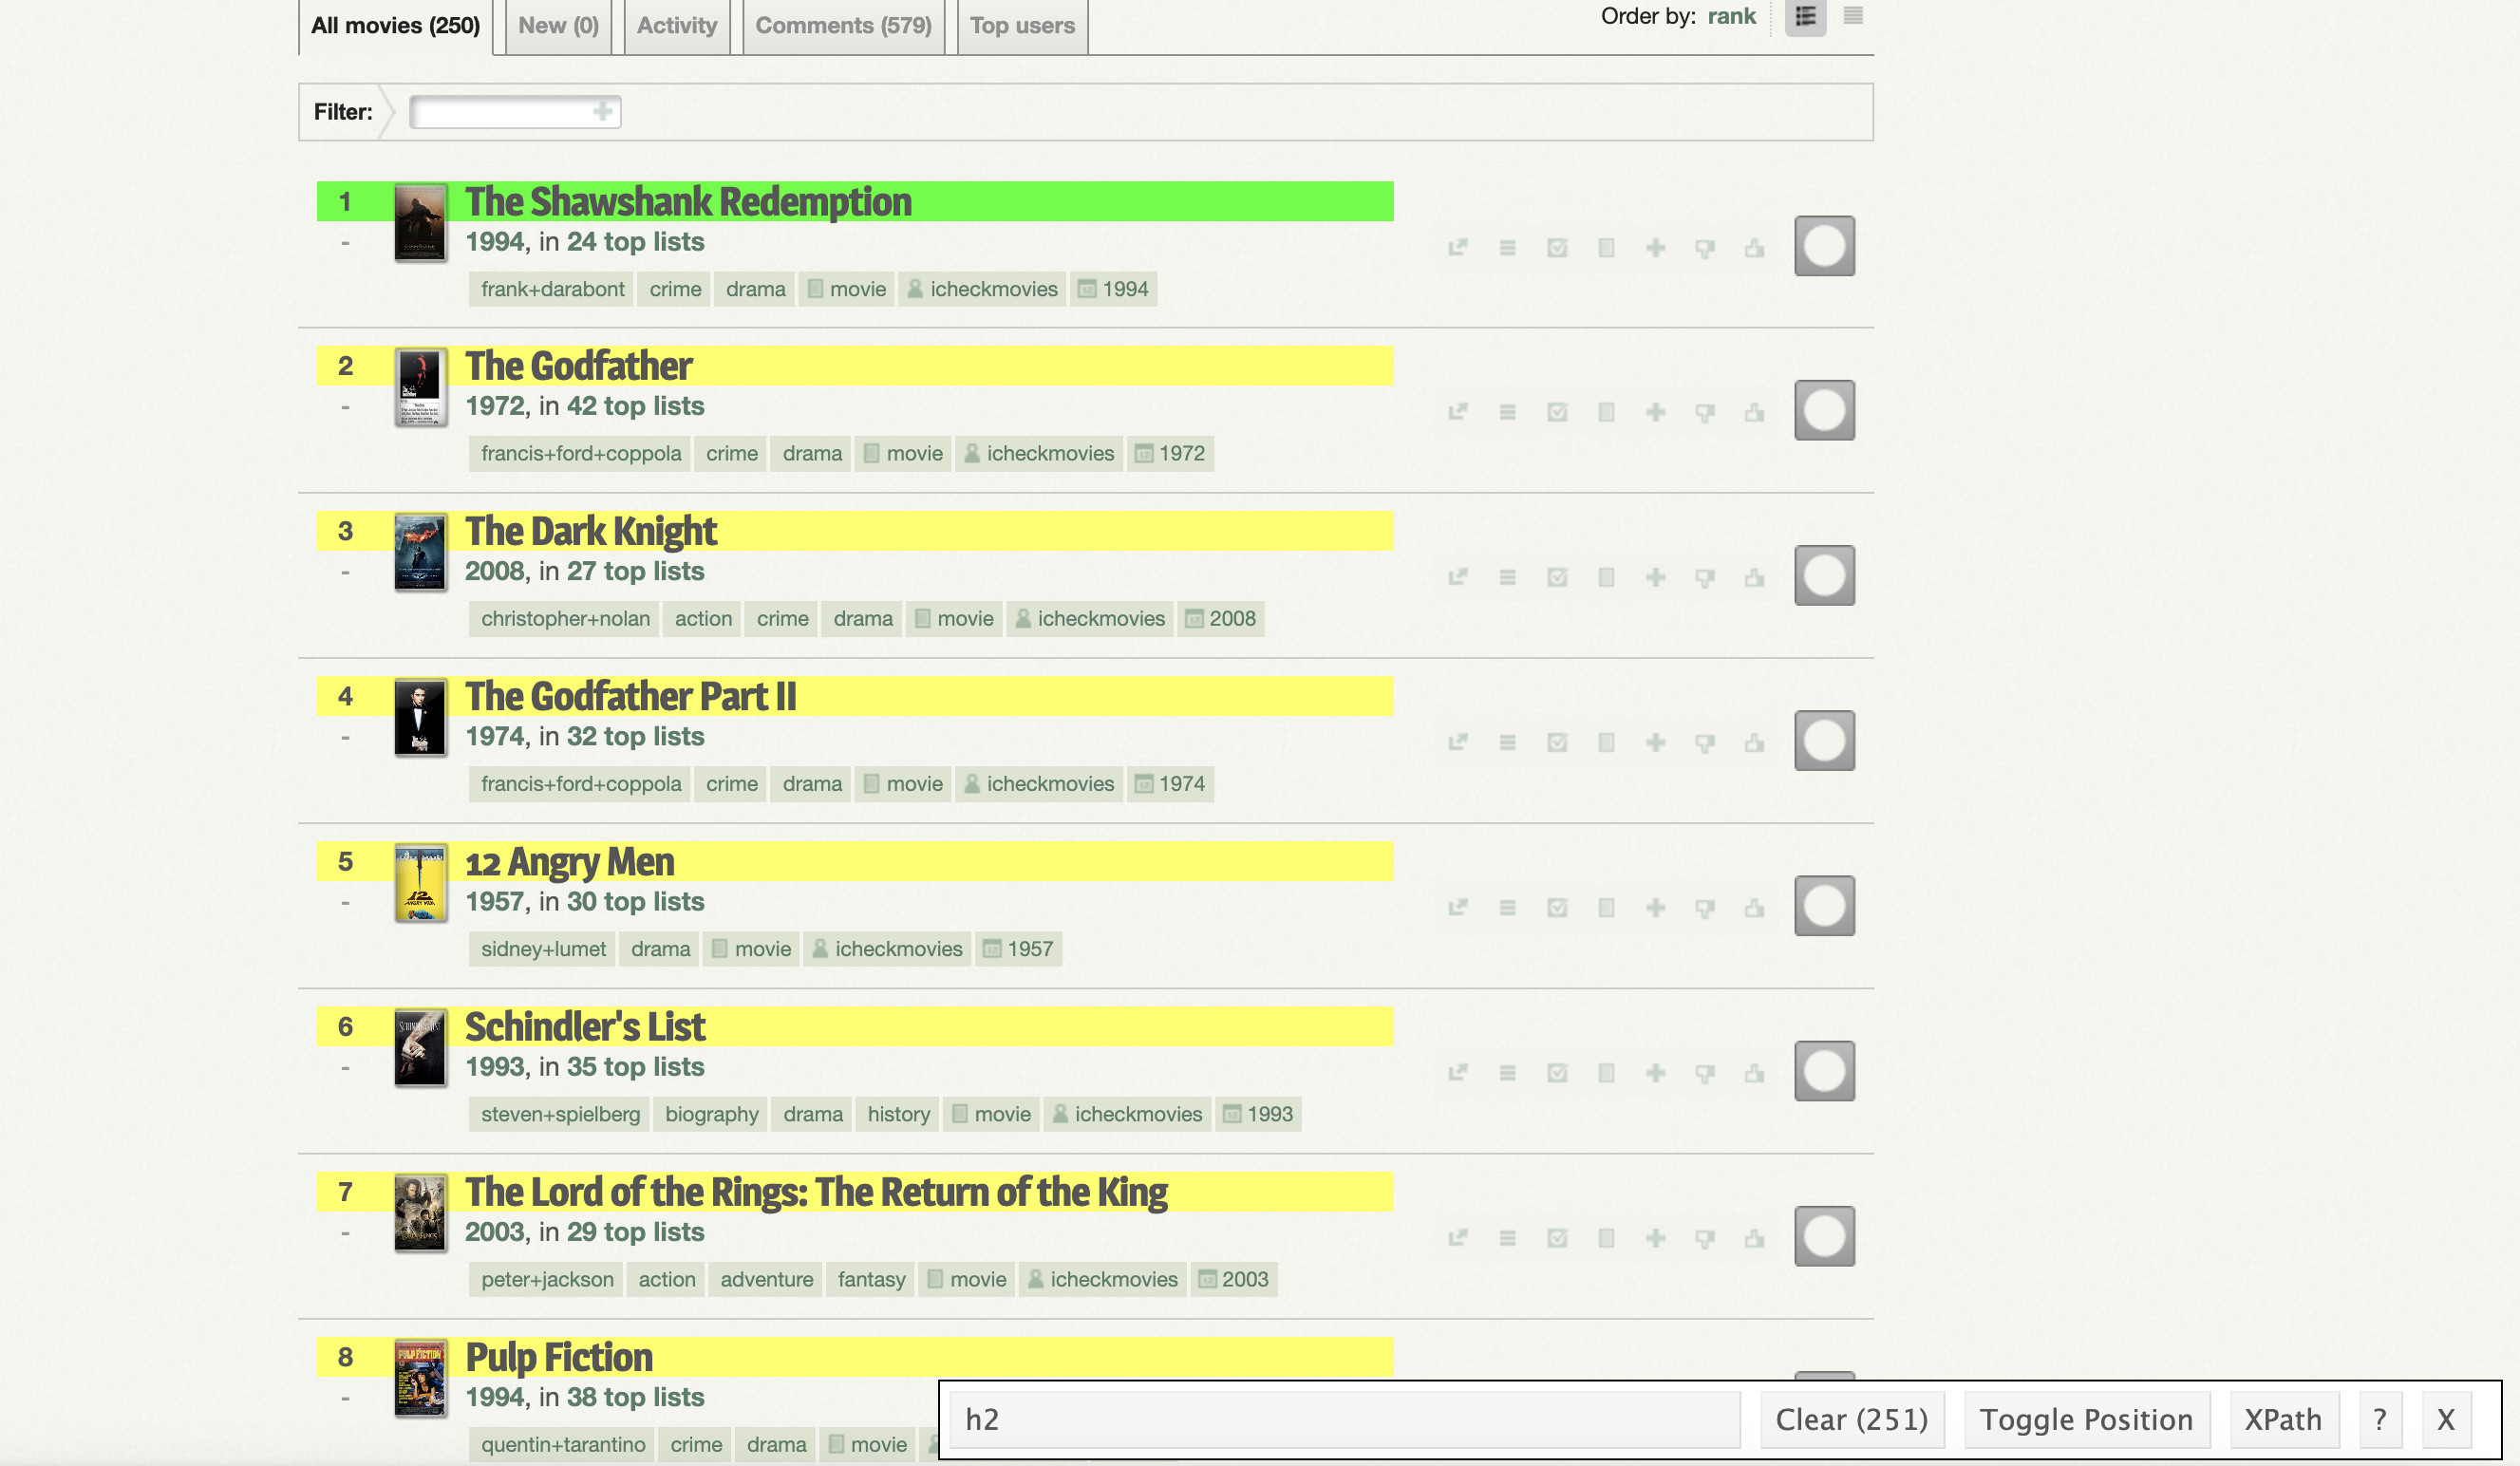 All movies (250) New (0) Activity Comments (579) Top users Order by: rank
Filter:
1 The Shawshank Redemption
- 1994, in 24 top lists
frank+darabont crime drama movie icheckmovies 1994
2 The Godfather
- 1972, in 42 top lists
francis+ford+coppola crime drama movie icheckmovies 1972
3 The Dark Knight
- 2008, in 27 top lists
christopher+nolan action crime drama movie icheckmovies 2008
4 The Godfather Part II
- 1974, in 32 top lists
francis+ford+coppola crime drama movie icheckmovies 1974
5 12 Angry Men
- 1957, in 30 top lists
sidney+lumet drama movie icheckmovies 1957
6 Schindler's List
- 1993, in 35 top lists
steven+spielberg biography drama history movie icheckmovies 1993
7 The Lord of the Rings: The Return of the King
- 2003, in 29 top lists
peter+jackson action adventure fantasy movie icheckmovies 2003
8 Pulp Fiction
- 1994, in 38 top lists
quentin+tarantino crime drama movie
h2 Clear (251) Toggle Position XPath ? X